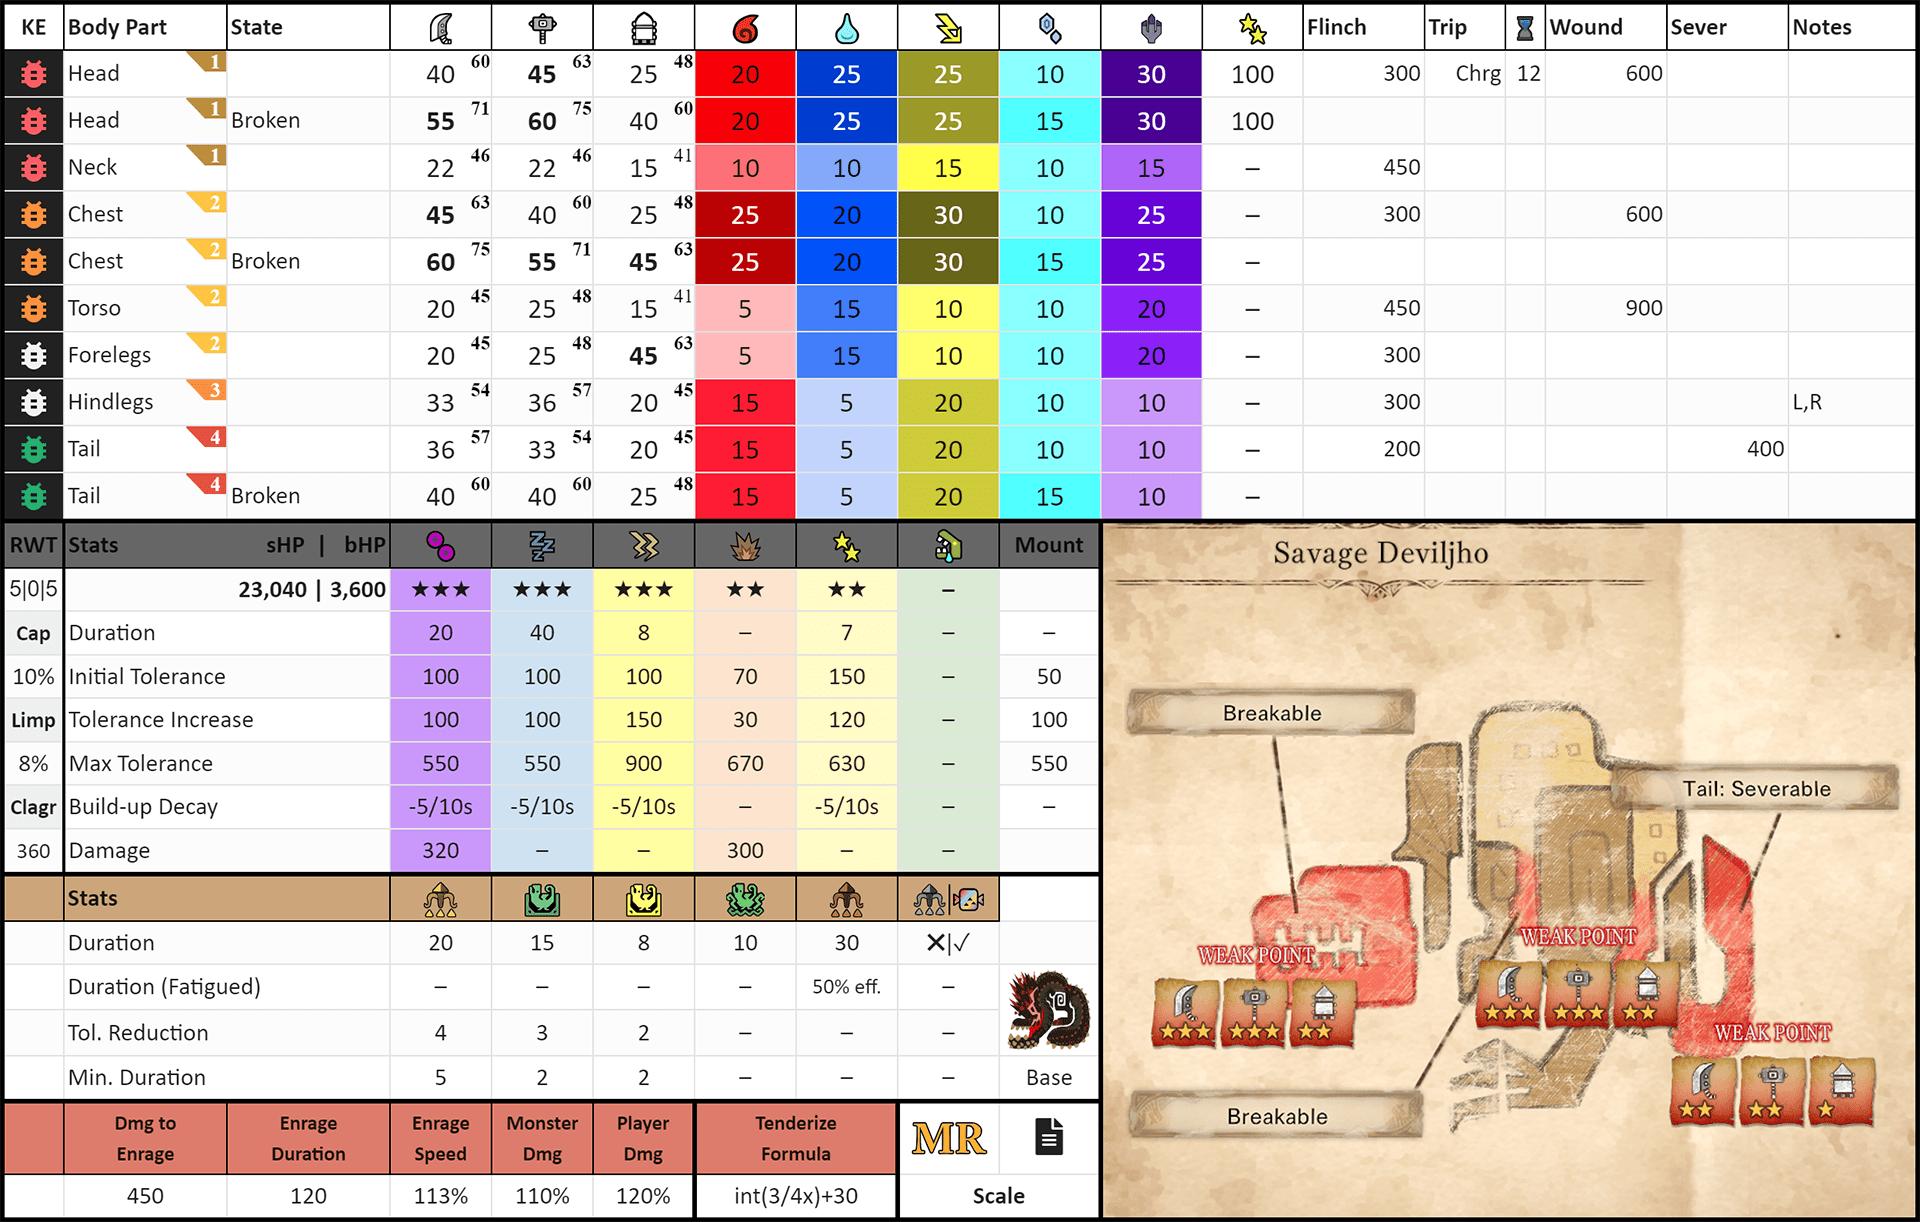 KE Body Part State Flinch Trip Wound Sever Notes
Head 1 40 60 45 63 25 48 20 25 25 10 30 100 300 Chrg 12 600
Head 1 Broken 55 71 60 75 40 60 20 25 25 15 30 100
Neck 1 22 46 22 46 15 41 10 10 15 10 15 – 450
Chest 2 45 63 40 60 25 48 25 20 30 10 25 – 300 600
Chest 2 Broken 60 75 55 71 45 63 25 20 30 15 25 –
Torso 2 20 45 25 48 15 41 5 15 10 10 20 – 450 900
Forelegs 2 20 45 25 48 45 63 5 15 10 10 20 – 300
Hindlegs 3 33 54 36 57 20 45 15 5 20 10 10 – 300 L,R
Tail 4 36 57 33 54 20 45 15 5 20 10 10 – 200 400
Tail 4 Broken 40 60 40 60 25 48 15 5 20 15 10 –
RWT Stats sHP | bHP Mount
5|0|5 23,040 | 3,600 ★★★ ★★★ ★★★ ★★ ★★ –
Cap Duration 20 40 8 – 7 – –
10% Initial Tolerance 100 100 100 70 150 – 50
Limp Tolerance Increase 100 100 150 30 120 – 100
8% Max Tolerance 550 550 900 670 630 – 550
Clagr Build-up Decay -5/10s -5/10s -5/10s – -5/10s – –
360 Damage 320 – – 300 – –
Stats
Duration 20 15 8 10 30 ✕|✓
Duration (Fatigued) – – – – 50% eff. –
Tol. Reduction 4 3 2 – – –
Min. Duration 5 2 2 – – – Base
Dmg to Enrage Enrage Duration Enrage Speed Monster Dmg Player Dmg Tenderize Formula MR
450 120 113% 110% 120% int(3/4x)+30 Scale
Savage Deviljho
Breakable
Tail: Severable
WEAK POINT
WEAK POINT
WEAK POINT
Breakable